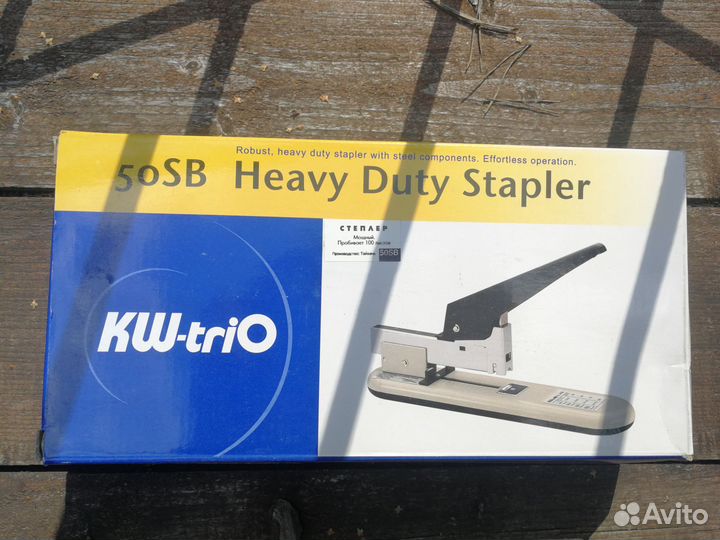 Robust, heavy duty stapler with steel components. Effortless operation.
50SB Heavy Duty Stapler
СТЕПЛЕР
Мощный.
Пробивает 100 листов
Производство: Тайвань 50SB
KW-triO
Avito